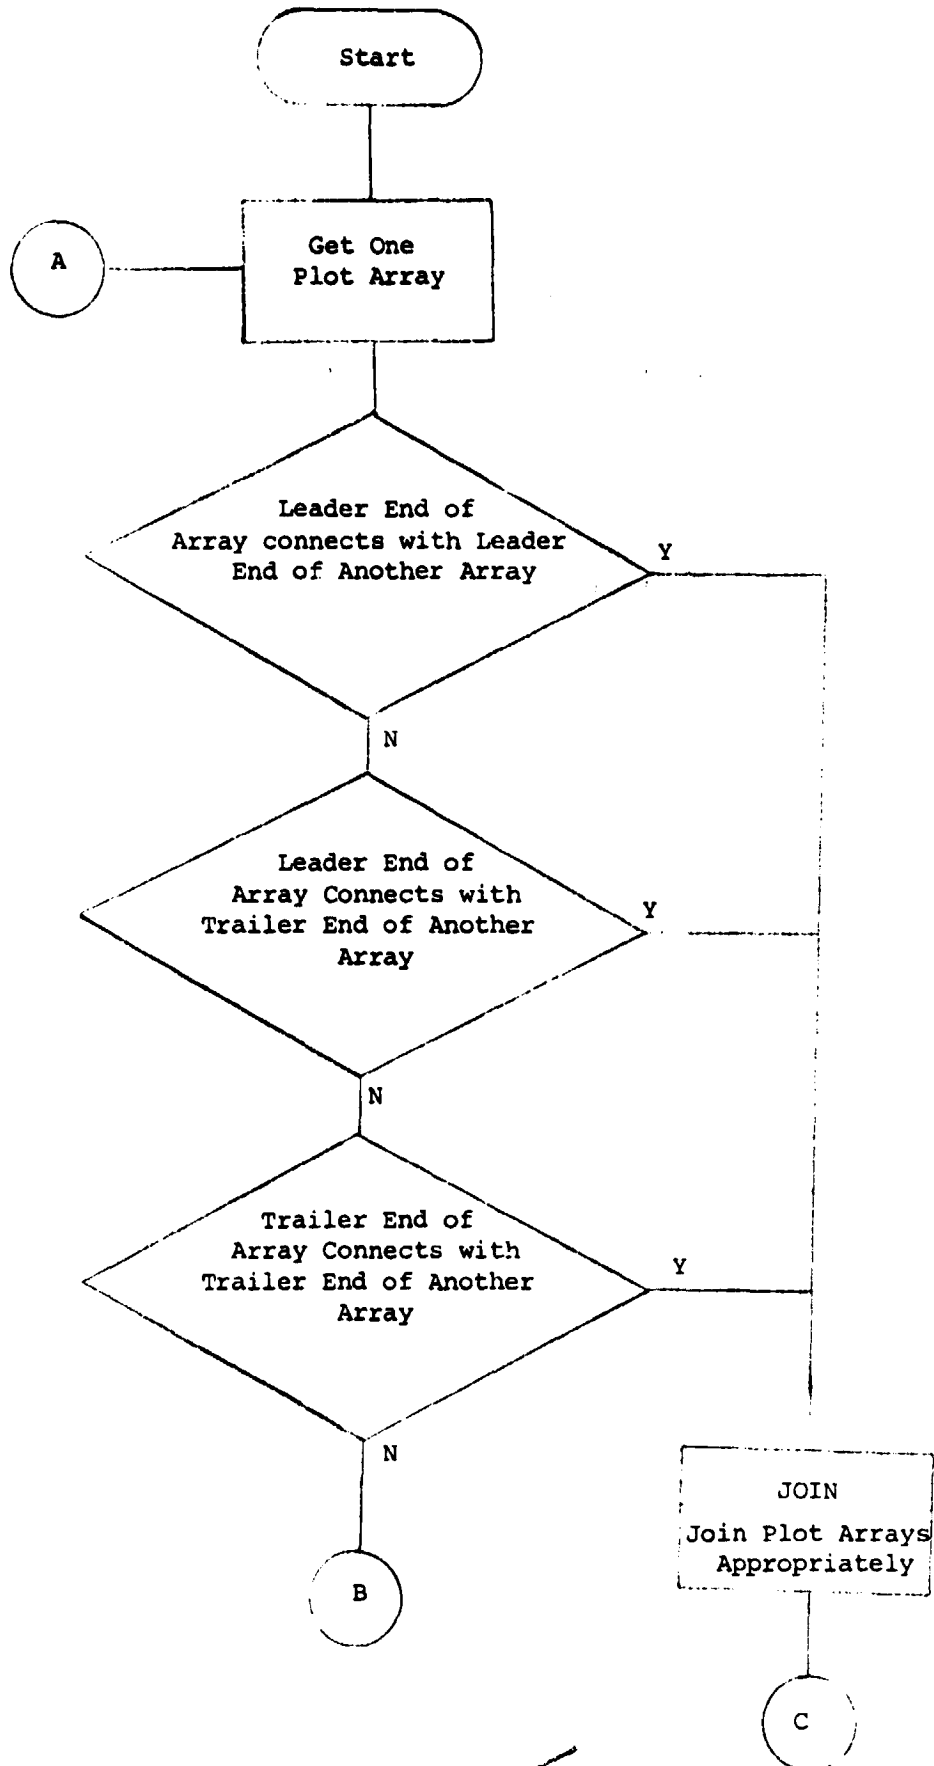 Start
A
Get One
Plot Array
Leader End of
Array connects with Leader
End of Another Array
Y
N
Leader End of
Array Connects with
Trailer End of Another
Array
Y
N
Trailer End of
Array Connects with
Trailer End of Another
Array
Y
N
B
JOIN
Join Plot Arrays
Appropriately
C